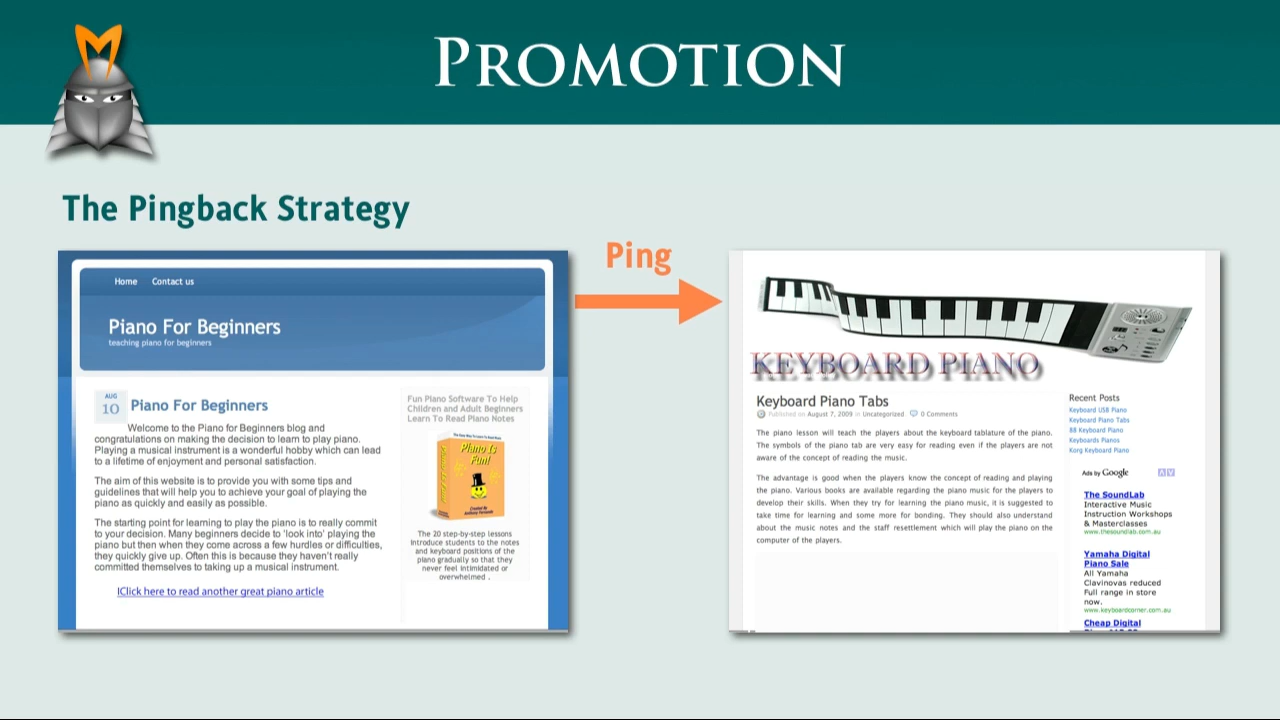 PROMOTION
The Pingback Strategy
Ping
Home Contact us
Piano For Beginners
teaching piano for beginners
AUG
10
Piano For Beginners
Welcome to the Piano for Beginners blog and
congratulations on making the decision to learn to play piano.
Playing a musical instrument is a wonderful hobby which can lead
to a lifetime of enjoyment and personal satisfaction.
The aim of this website is to provide you with some tips and
guidelines that will help you to achieve your goal of playing the
piano as quickly and easily as possible.
The starting point for learning to play the piano is to really commit
to your decision. Many beginners decide to 'look into' playing the
piano but then when they come across a few hurdles or difficulties,
they quickly give up. Often this is because they haven't really
committed themselves to taking up a musical instrument.
IClick here to read another great piano article
Fun Piano Software To Help
Children and Adult Beginners
Learn To Read Piano Notes
Piano Is
Fun!
Created By
The 20 step-by-step lessons
introduce students to the notes
and keyboard positions of the
piano gradually so that they
never feel intimidated or
overwhelmed .
KEYBOARD PIANO
Keyboard Piano Tabs
Published on August 7, 2009 in Uncategorized 0 Comments
The piano lesson will teach the players about the keyboard tablature of the piano.
The symbols of the piano tab are very easy for reading even if the players are not
aware of the concept of reading the music.
The advantage is good when the players know the concept of reading and playing
the piano. Various books are available regarding the piano music for the players to
develop their skills. When they try for learning the piano music, it is suggested to
take time for learning and some more for bonding. They should also understand
about the music notes and the staff resettlement which will play the piano on the
computer of the players.
Recent Posts
Keyboard USB Piano
Keyboard Piano Tabs
88 Keyboard Piano
Keyboards Pianos
Korg Keyboard Piano
Ads by Google
The SoundLab
Interactive Music
Instruction Workshops
& Masterclasses
www.thesoundlab.com.au
Yamaha Digital
Piano Sale
All Yamaha
Clavinovas reduced
Full range in store
now.
www.keyboardcorner.com.au
Cheap Digital